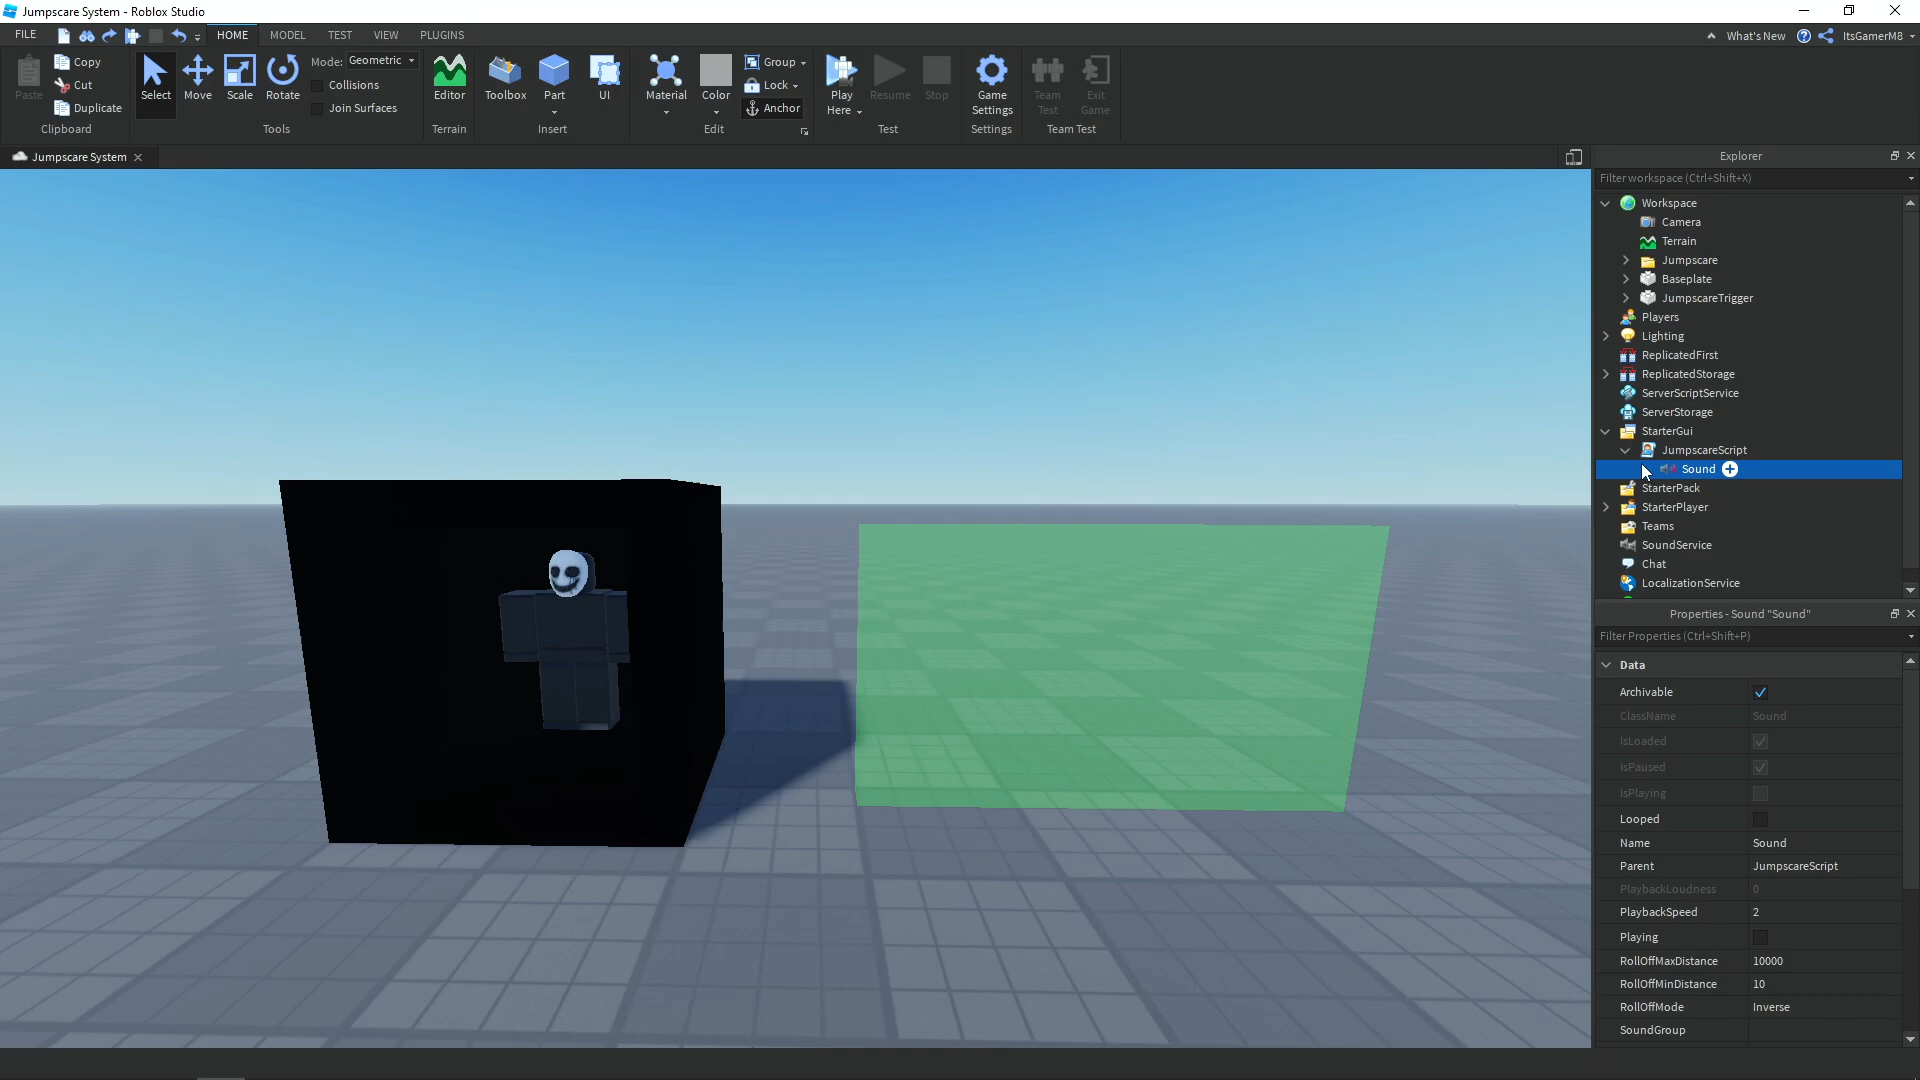 Jumpscare System - Roblox Studio
FILE HOME MODEL TEST VIEW PLUGINS What's New ItsGamerM8
Paste Copy Cut Duplicate Clipboard
Select Move Scale Rotate Mode: Geometric Collisions Join Surfaces Tools
Editor Terrain
Toolbox Part UI Insert
Material Color Group Lock Anchor Edit
Play Here Resume Stop Test
Game Settings Settings
Team Test Exit Game Team Test
Jumpscare System
Explorer
Filter workspace (Ctrl+Shift+X)
Workspace
Camera
Terrain
Jumpscare
Baseplate
JumpscareTrigger
Players
Lighting
ReplicatedFirst
ReplicatedStorage
ServerScriptService
ServerStorage
StarterGui
JumpscareScript
Sound
StarterPack
StarterPlayer
Teams
SoundService
Chat
LocalizationService
Properties - Sound "Sound"
Filter Properties (Ctrl+Shift+P)
Data
Archivable
ClassName Sound
IsLoaded
IsPaused
IsPlaying
Looped
Name Sound
Parent JumpscareScript
PlaybackLoudness 0
PlaybackSpeed 2
Playing
RollOffMaxDistance 10000
RollOffMinDistance 10
RollOffMode Inverse
SoundGroup